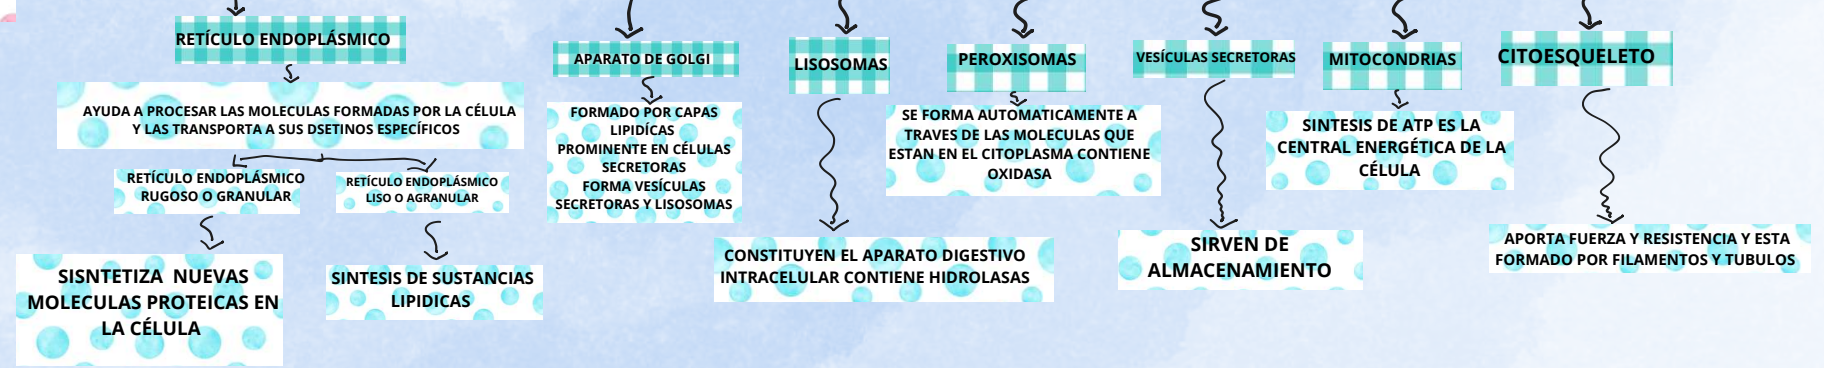 RETÍCULO ENDOPLÁSMICO
AYUDA A PROCESAR LAS MOLECULAS FORMADAS POR LA CÉLULA
Y LAS TRANSPORTA A SUS DSETINOS ESPECÍFICOS
RETÍCULO ENDOPLÁSMICO
RUGOSO O GRANULAR
SISNTETIZA NUEVAS
MOLECULAS PROTEICAS EN
LA CÉLULA
RETÍCULO ENDOPLÁSMICO
LISO O AGRANULAR
SINTESIS DE SUSTANCIAS
LIPIDICAS
APARATO DE GOLGI
FORMADO POR CAPAS
LIPIDÍCAS
PROMINENTE EN CÉLULAS
SECRETORAS
FORMA VESÍCULAS
SECRETORAS Y LISOSOMAS
LISOSOMAS
CONSTITUYEN EL APARATO DIGESTIVO
INTRACELULAR CONTIENE HIDROLASAS
PEROXISOMAS
SE FORMA AUTOMATICAMENTE A
TRAVES DE LAS MOLECULAS QUE
ESTAN EN EL CITOPLASMA CONTIENE
OXIDASA
VESÍCULAS SECRETORAS
SIRVEN DE
ALMACENAMIENTO
MITOCONDRIAS
SINTESIS DE ATP ES LA
CENTRAL ENERGÉTICA DE LA
CÉLULA
CITOESQUELETO
APORTA FUERZA Y RESISTENCIA Y ESTA
FORMADO POR FILAMENTOS Y TUBULOS